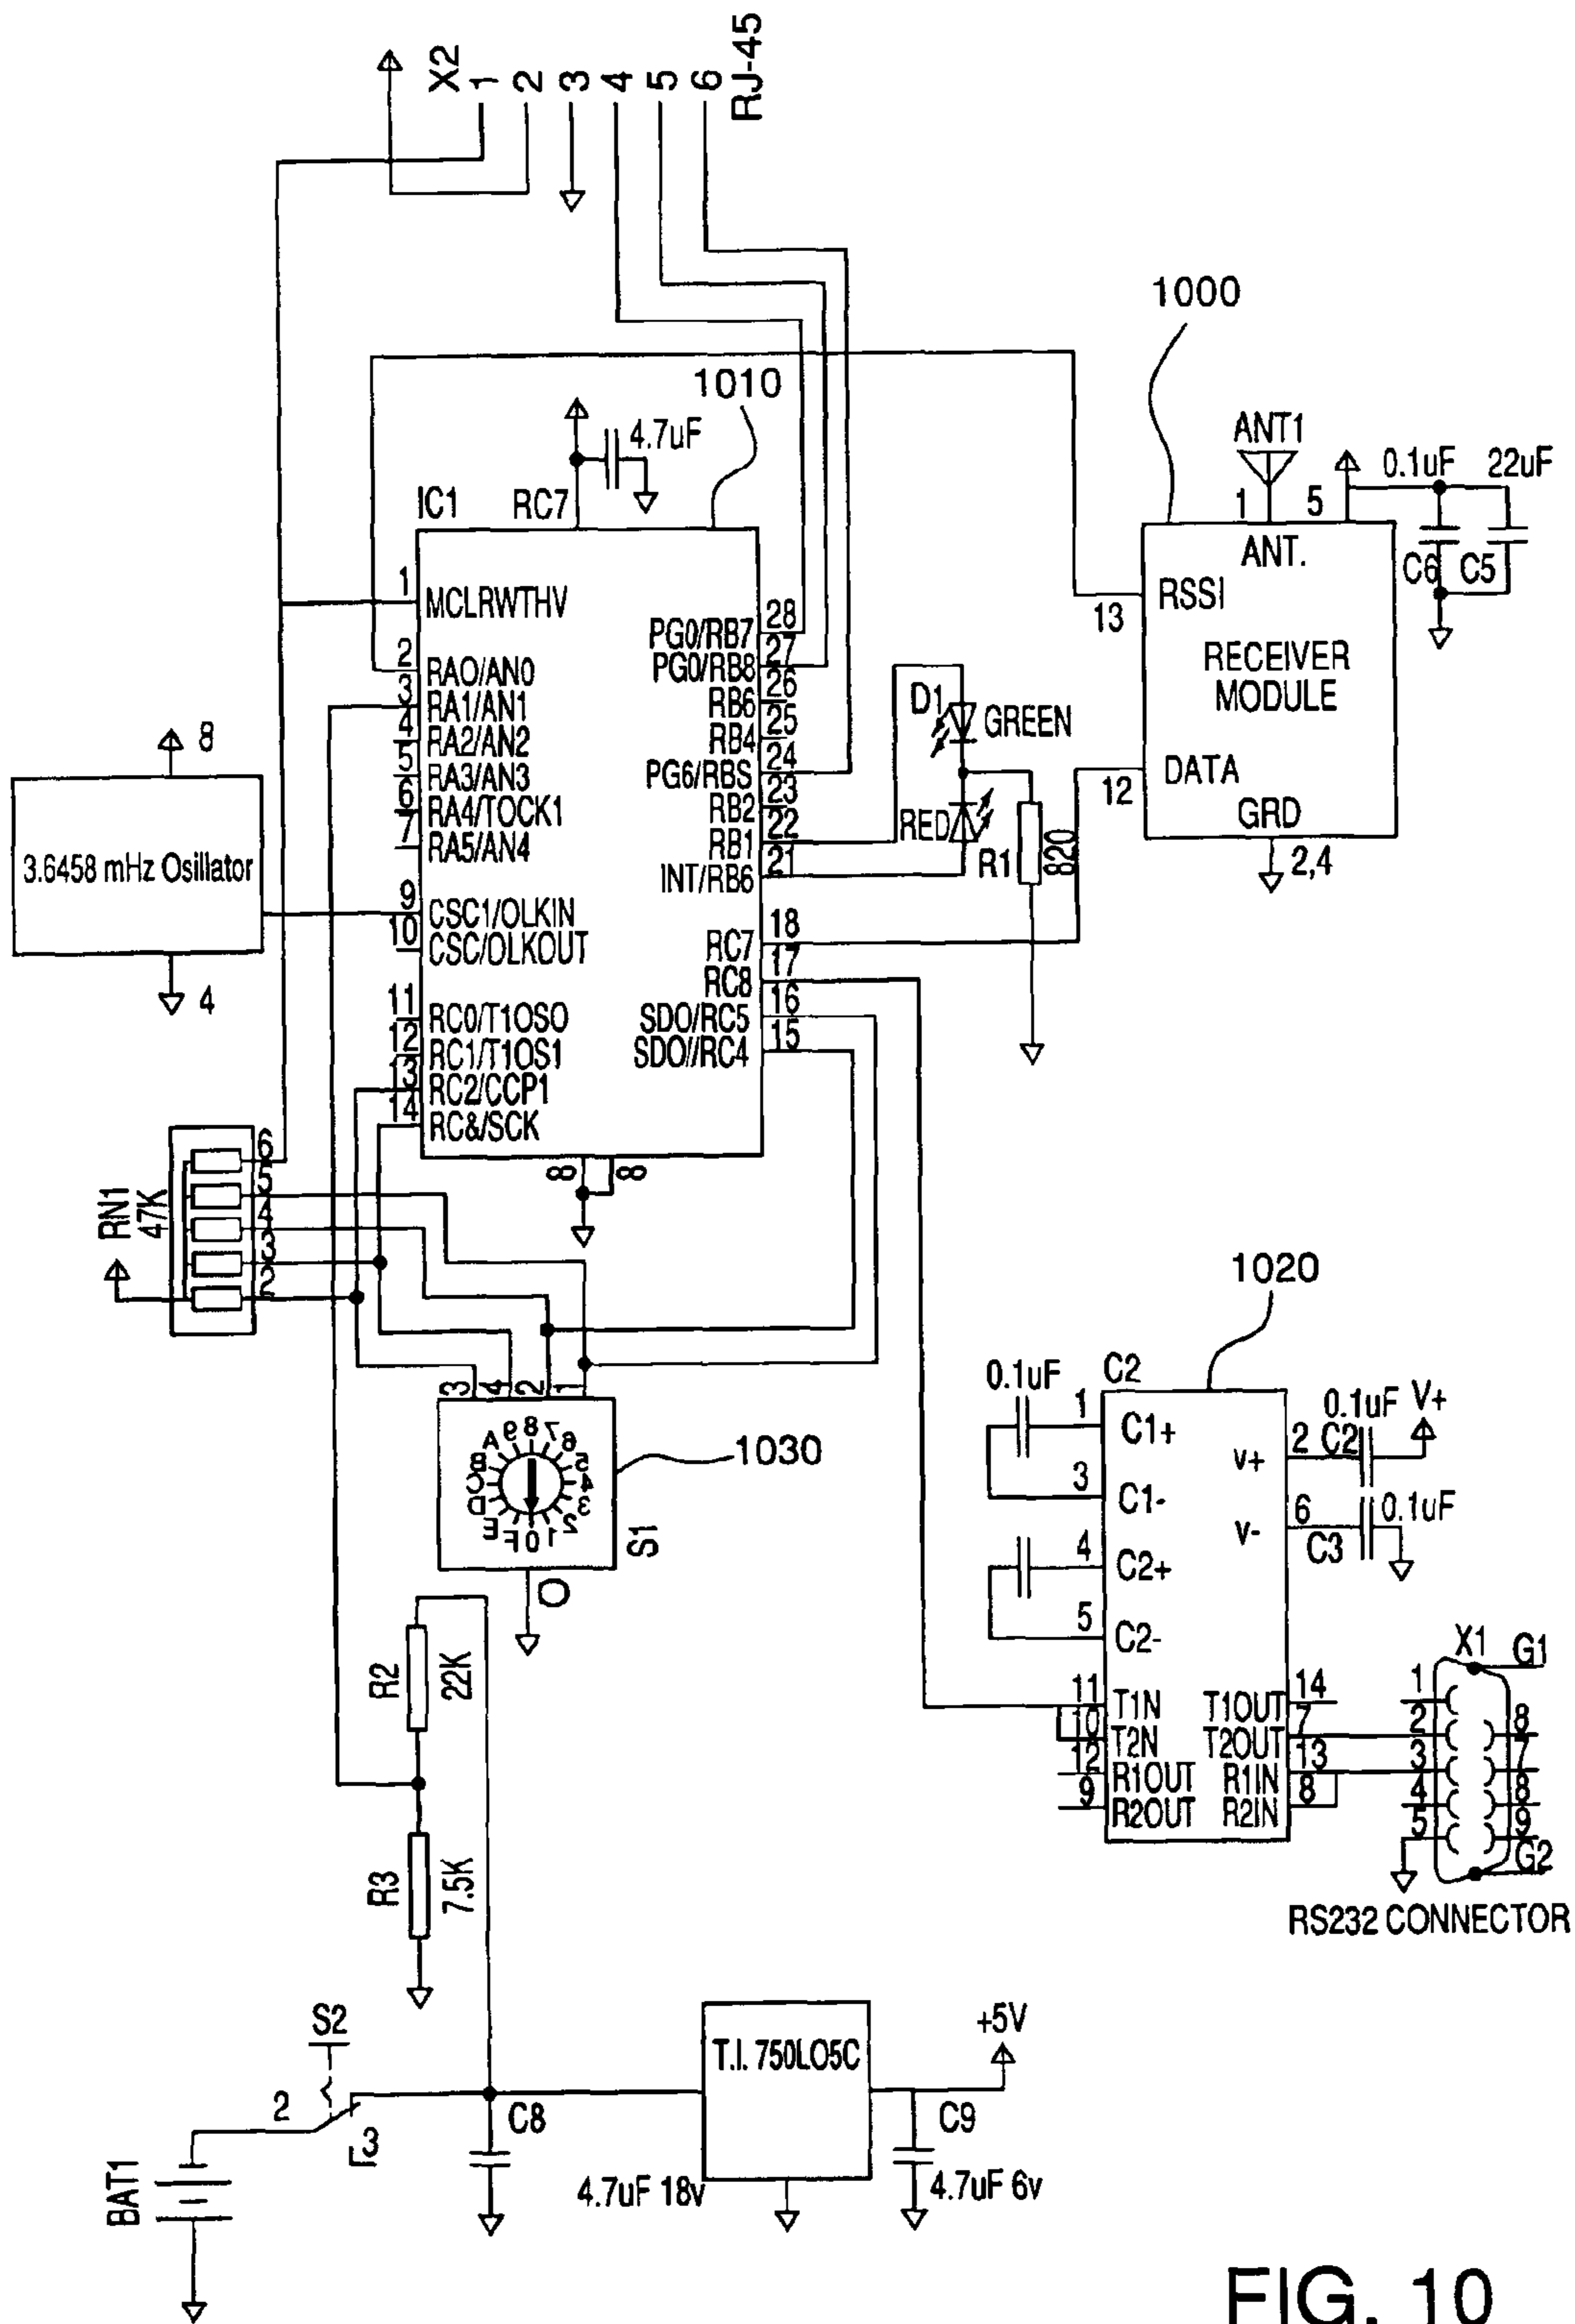 X2
1
2
3
4
5
6
RJ-45
1000
1010
4.7uF
IC1
RC7
ANT1
0.1uF
22uF
1
5
ANT.
C6
C5
RSSI
13
RECEIVER
MODULE
DATA
12
GRD
2,4
1
MCLRWTHV
2
RAO/AN0
3
RA1/AN1
4
RA2/AN2
5
RA3/AN3
6
RA4/TOCK1
7
RA5/AN4
9
CSC1/OLKIN
10
CSC/OLKOUT
11
RC0/T1OSO
12
RC1/T1OS1
13
RC2/CCP1
14
RC&/SCK
28
PG0/RB7
27
PG0/RB8
26
RB6
25
RB4
24
PG6/RBS
23
RB2
22
RB1
21
INT/RB6
18
RC7
17
RC8
16
SDO/RC5
15
SDO//RC4
8
8
D1
GREEN
RED
R1
820
8
3.6458 mHz Osillator
4
RN1
47K
6
5
4
3
2
3
4
2
1
A 9 8 7 6
B 5
C 4
D 3
E F 0 1 2
1030
S1
O
R2
22K
R3
7.5K
1020
0.1uF
C2
1
C1+
3
C1-
4
C2+
5
C2-
11
T1N
10
T2N
12
R1OUT
9
R2OUT
0.1uF
V+
2
C2
V+
6
C3
0.1uF
V-
14
T1OUT
7
T2OUT
13
R1IN
8
R2IN
X1
G1
1
2
3
4
5
8
7
8
9
G2
RS232 CONNECTOR
S2
2
3
BAT1
C8
4.7uF 18v
T.I. 750LO5C
+5V
C9
4.7uF 6v
FIG. 10